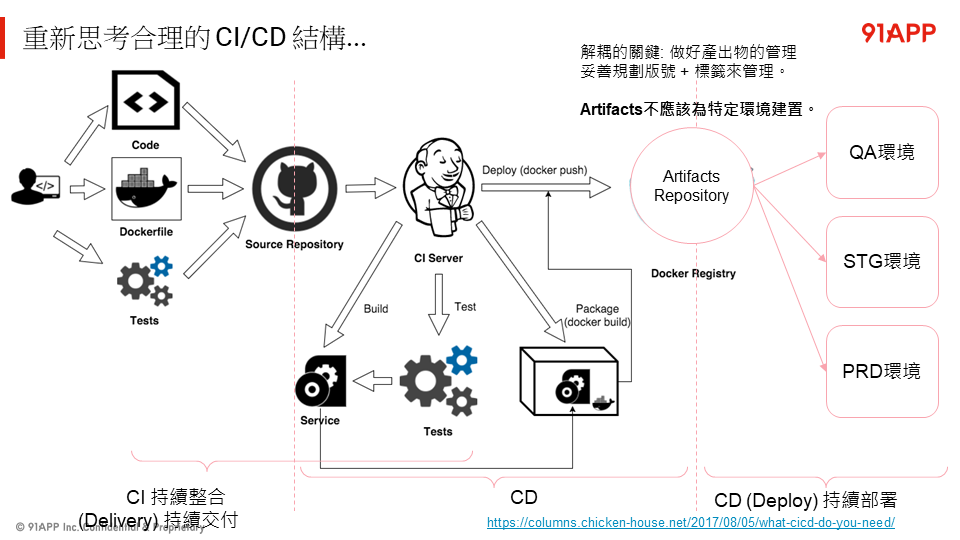 重新思考合理的 CI/CD 結構...
91APP
解耦的關鍵: 做好產出物的管理
妥善規劃版號 + 標籤來管理。
Artifacts不應該為特定環境建置。
Code
Dockerfile
Tests
Source Repository
CI Server
Deploy (docker push)
Artifacts
Repository
Docker Registry
QA環境
STG環境
PRD環境
Build
Test
Package
(docker build)
Service
Tests
CI 持續整合
(Delivery) 持續交付
CD
CD (Deploy) 持續部署
© 91APP Inc. Confidential & Proprietary
https://columns.chicken-house.net/2017/08/05/what-cicd-do-you-need/